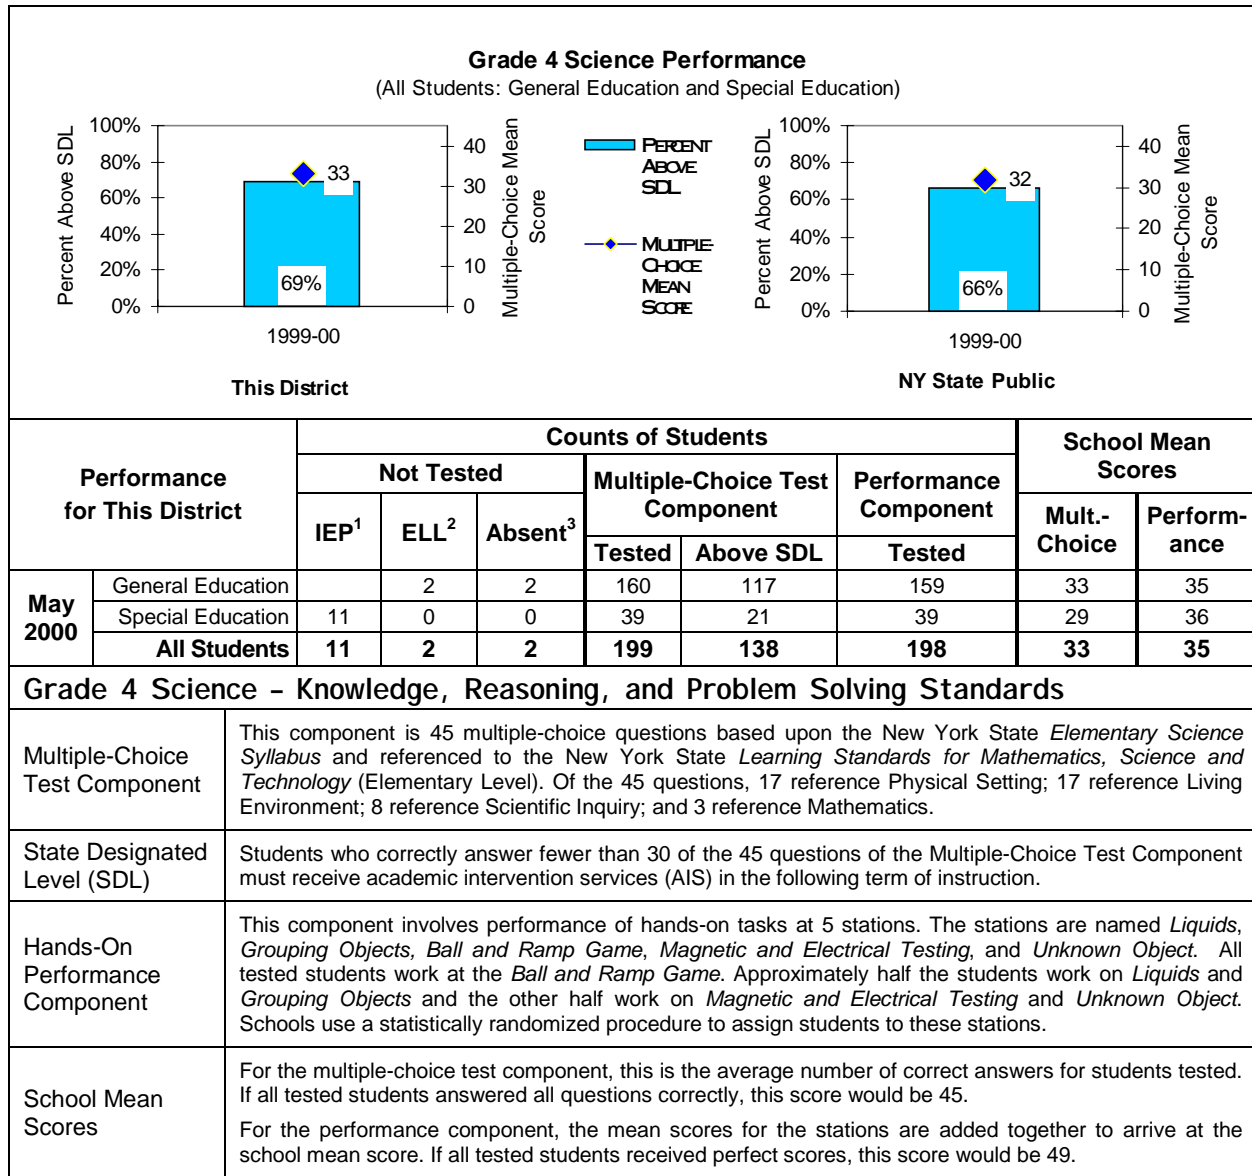 Grade 4 Science Performance
(All Students: General Education and Special Education)
Percent Above SDL
100%
80%
60%
40%
20%
0%
33
69%
1999-00
40
30
20
10
0
Multiple-Choice Mean
Score
This District
PERCENT
ABOVE
SDL
MULTIPLE-
CHOICE
MEAN
SCORE
Percent Above SDL
100%
80%
60%
40%
20%
0%
32
66%
1999-00
40
30
20
10
0
Multiple-Choice Mean
Score
NY State Public
Performance
for This District
Counts of Students
School Mean
Scores
Not Tested
Multiple-Choice Test
Component
Performance
Component
IEP1 ELL2 Absent3
Tested Above SDL Tested
Mult.-
Choice
Perform-
ance
May
2000
General Education 2 2 160 117 159 33 35
Special Education 11 0 0 39 21 39 29 36
All Students 11 2 2 199 138 198 33 35
Grade 4 Science – Knowledge, Reasoning, and Problem Solving Standards
Multiple-Choice
Test Component
This component is 45 multiple-choice questions based upon the New York State Elementary Science
Syllabus and referenced to the New York State Learning Standards for Mathematics, Science and
Technology (Elementary Level). Of the 45 questions, 17 reference Physical Setting; 17 reference Living
Environment; 8 reference Scientific Inquiry; and 3 reference Mathematics.
State Designated
Level (SDL)
Students who correctly answer fewer than 30 of the 45 questions of the Multiple-Choice Test Component
must receive academic intervention services (AIS) in the following term of instruction.
Hands-On
Performance
Component
This component involves performance of hands-on tasks at 5 stations. The stations are named Liquids,
Grouping Objects, Ball and Ramp Game, Magnetic and Electrical Testing, and Unknown Object. All
tested students work at the Ball and Ramp Game. Approximately half the students work on Liquids and
Grouping Objects and the other half work on Magnetic and Electrical Testing and Unknown Object.
Schools use a statistically randomized procedure to assign students to these stations.
School Mean
Scores
For the multiple-choice test component, this is the average number of correct answers for students tested.
If all tested students answered all questions correctly, this score would be 45.
For the performance component, the mean scores for the stations are added together to arrive at the
school mean score. If all tested students received perfect scores, this score would be 49.